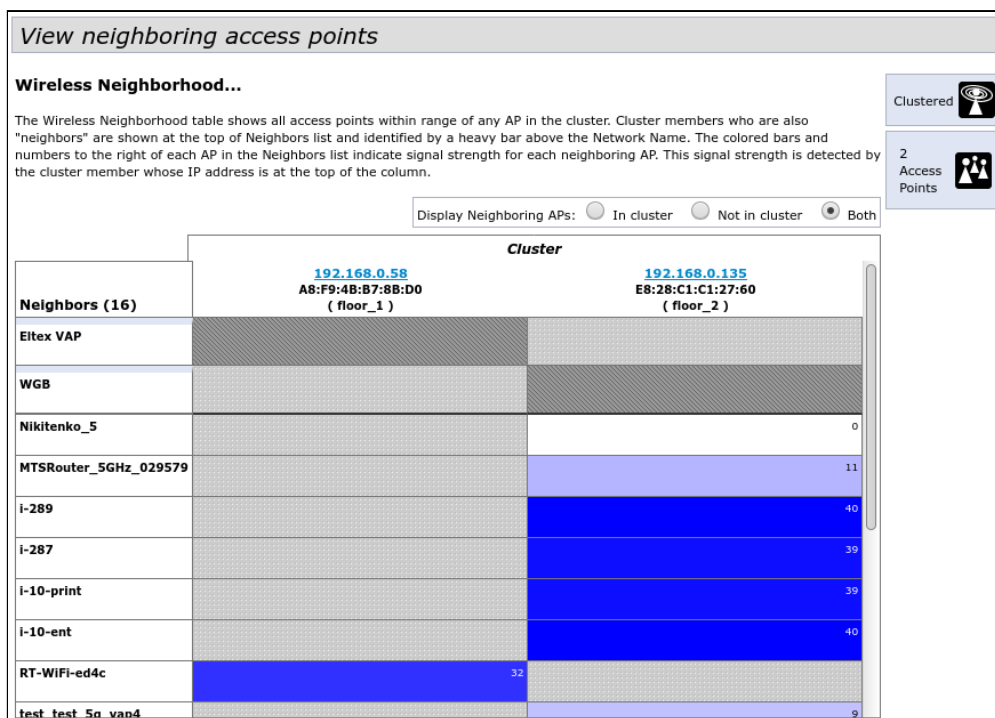 View neighboring access points
Wireless Neighborhood...
The Wireless Neighborhood table shows all access points within range of any AP in the cluster. Cluster members who are also
"neighbors" are shown at the top of Neighbors list and identified by a heavy bar above the Network Name. The colored bars and
numbers to the right of each AP in the Neighbors list indicate signal strength for each neighboring AP. This signal strength is detected by
the cluster member whose IP address is at the top of the column.
Clustered
2
Access
Points
Display Neighboring APs: In cluster Not in cluster Both
Cluster
Neighbors (16)
192.168.0.58
A8:F9:4B:B7:8B:D0
( floor_1 )
192.168.0.135
E8:28:C1:C1:27:60
( floor_2 )
Eltex VAP
WGB
Nikitenko_5 0
MTSRouter_5GHz_029579 11
i-289 40
i-287 39
i-10-print 39
i-10-ent 40
RT-WiFi-ed4c 32
test_test_5g_vap4 9